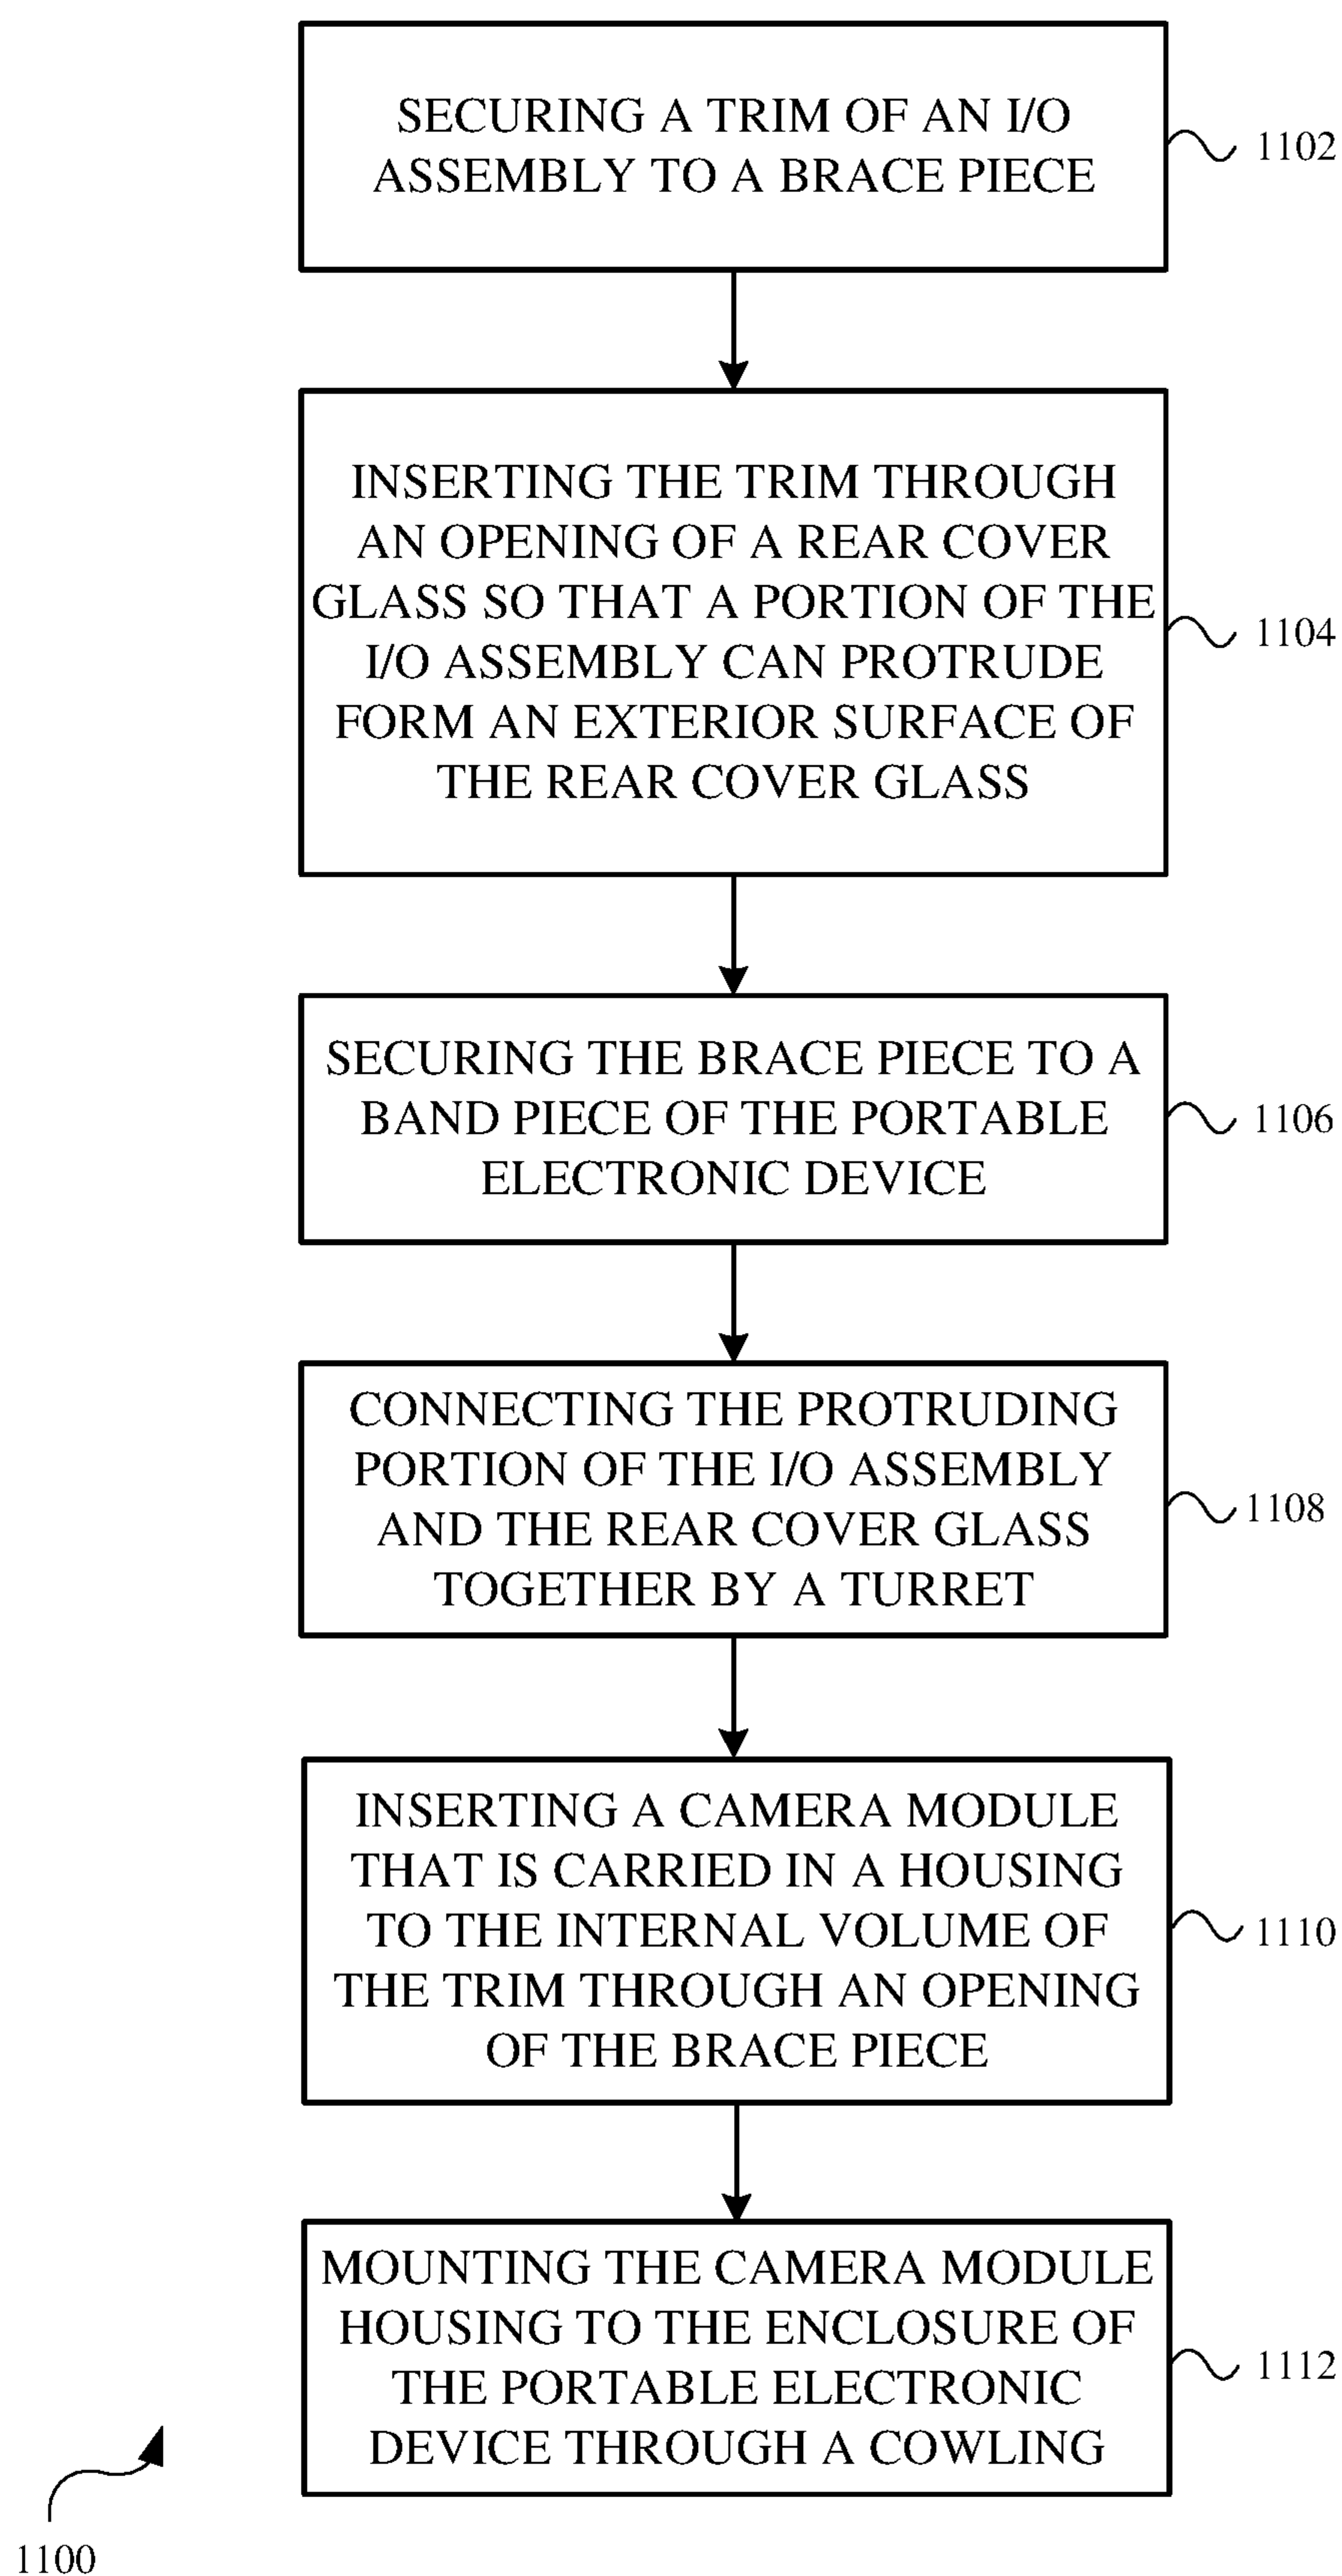 SECURING A TRIM OF AN I/O
ASSEMBLY TO A BRACE PIECE
1102
INSERTING THE TRIM THROUGH
AN OPENING OF A REAR COVER
GLASS SO THAT A PORTION OF THE
I/O ASSEMBLY CAN PROTRUDE
FORM AN EXTERIOR SURFACE OF
THE REAR COVER GLASS
1104
SECURING THE BRACE PIECE TO A
BAND PIECE OF THE PORTABLE
ELECTRONIC DEVICE
1106
CONNECTING THE PROTRUDING
PORTION OF THE I/O ASSEMBLY
AND THE REAR COVER GLASS
TOGETHER BY A TURRET
1108
INSERTING A CAMERA MODULE
THAT IS CARRIED IN A HOUSING
TO THE INTERNAL VOLUME OF
THE TRIM THROUGH AN OPENING
OF THE BRACE PIECE
1110
MOUNTING THE CAMERA MODULE
HOUSING TO THE ENCLOSURE OF
THE PORTABLE ELECTRONIC
DEVICE THROUGH A COWLING
1112
1100